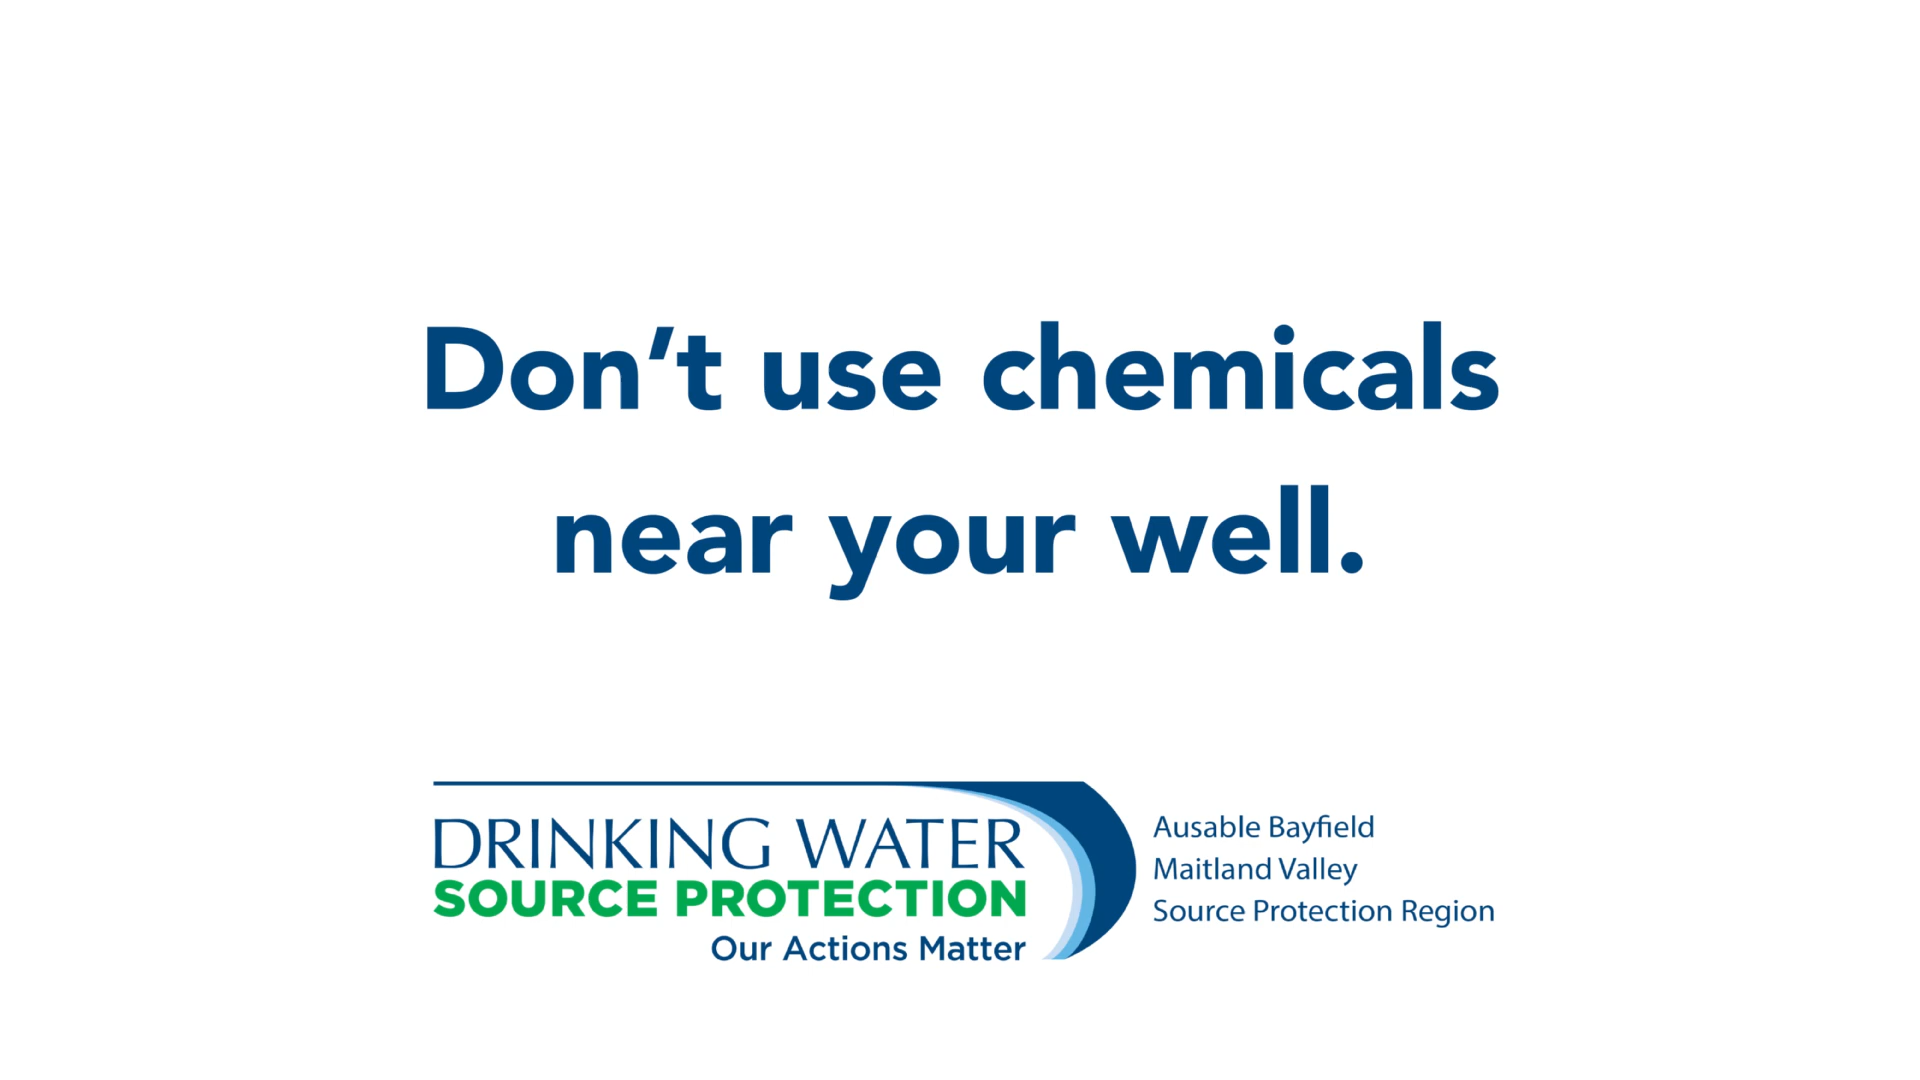 Don’t use chemicals
near your well.
DRINKING WATER
SOURCE PROTECTION
Our Actions Matter
Ausable Bayfield
Maitland Valley
Source Protection Region